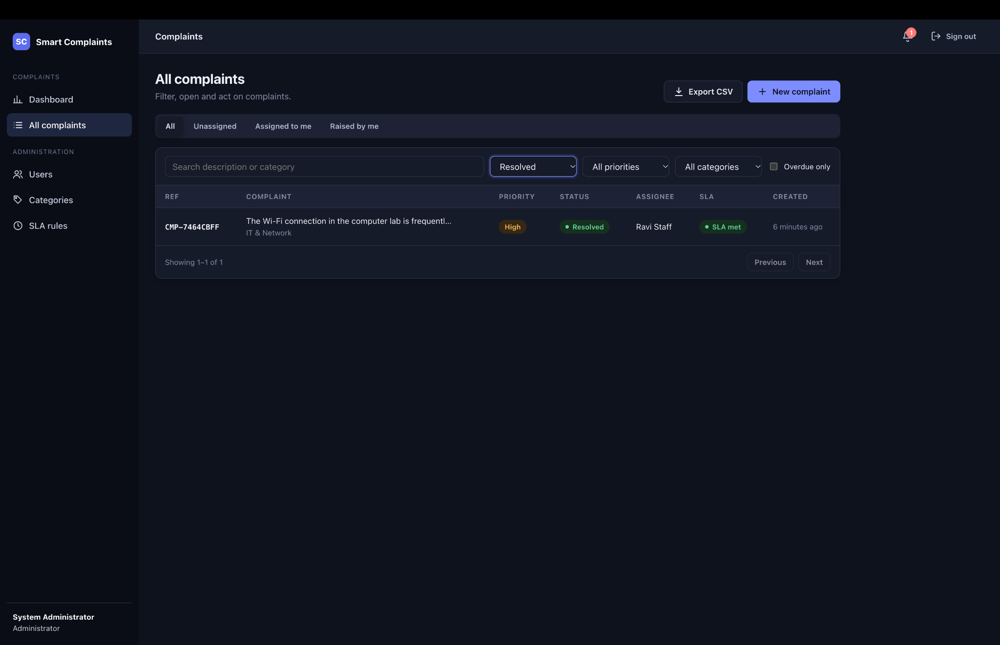 SC Smart Complaints
COMPLAINTS
Dashboard
All complaints
ADMINISTRATION
Users
Categories
SLA rules
System Administrator
Administrator
Complaints
1
Sign out
All complaints
Filter, open and act on complaints.
Export CSV
New complaint
All Unassigned Assigned to me Raised by me
Search description or category Resolved All priorities All categories Overdue only
REF COMPLAINT PRIORITY STATUS ASSIGNEE SLA CREATED
CMP-7464CBFF The Wi-Fi connection in the computer lab is frequentl... High Resolved Ravi Staff SLA met 6 minutes ago
IT & Network
Showing 1–1 of 1 Previous Next